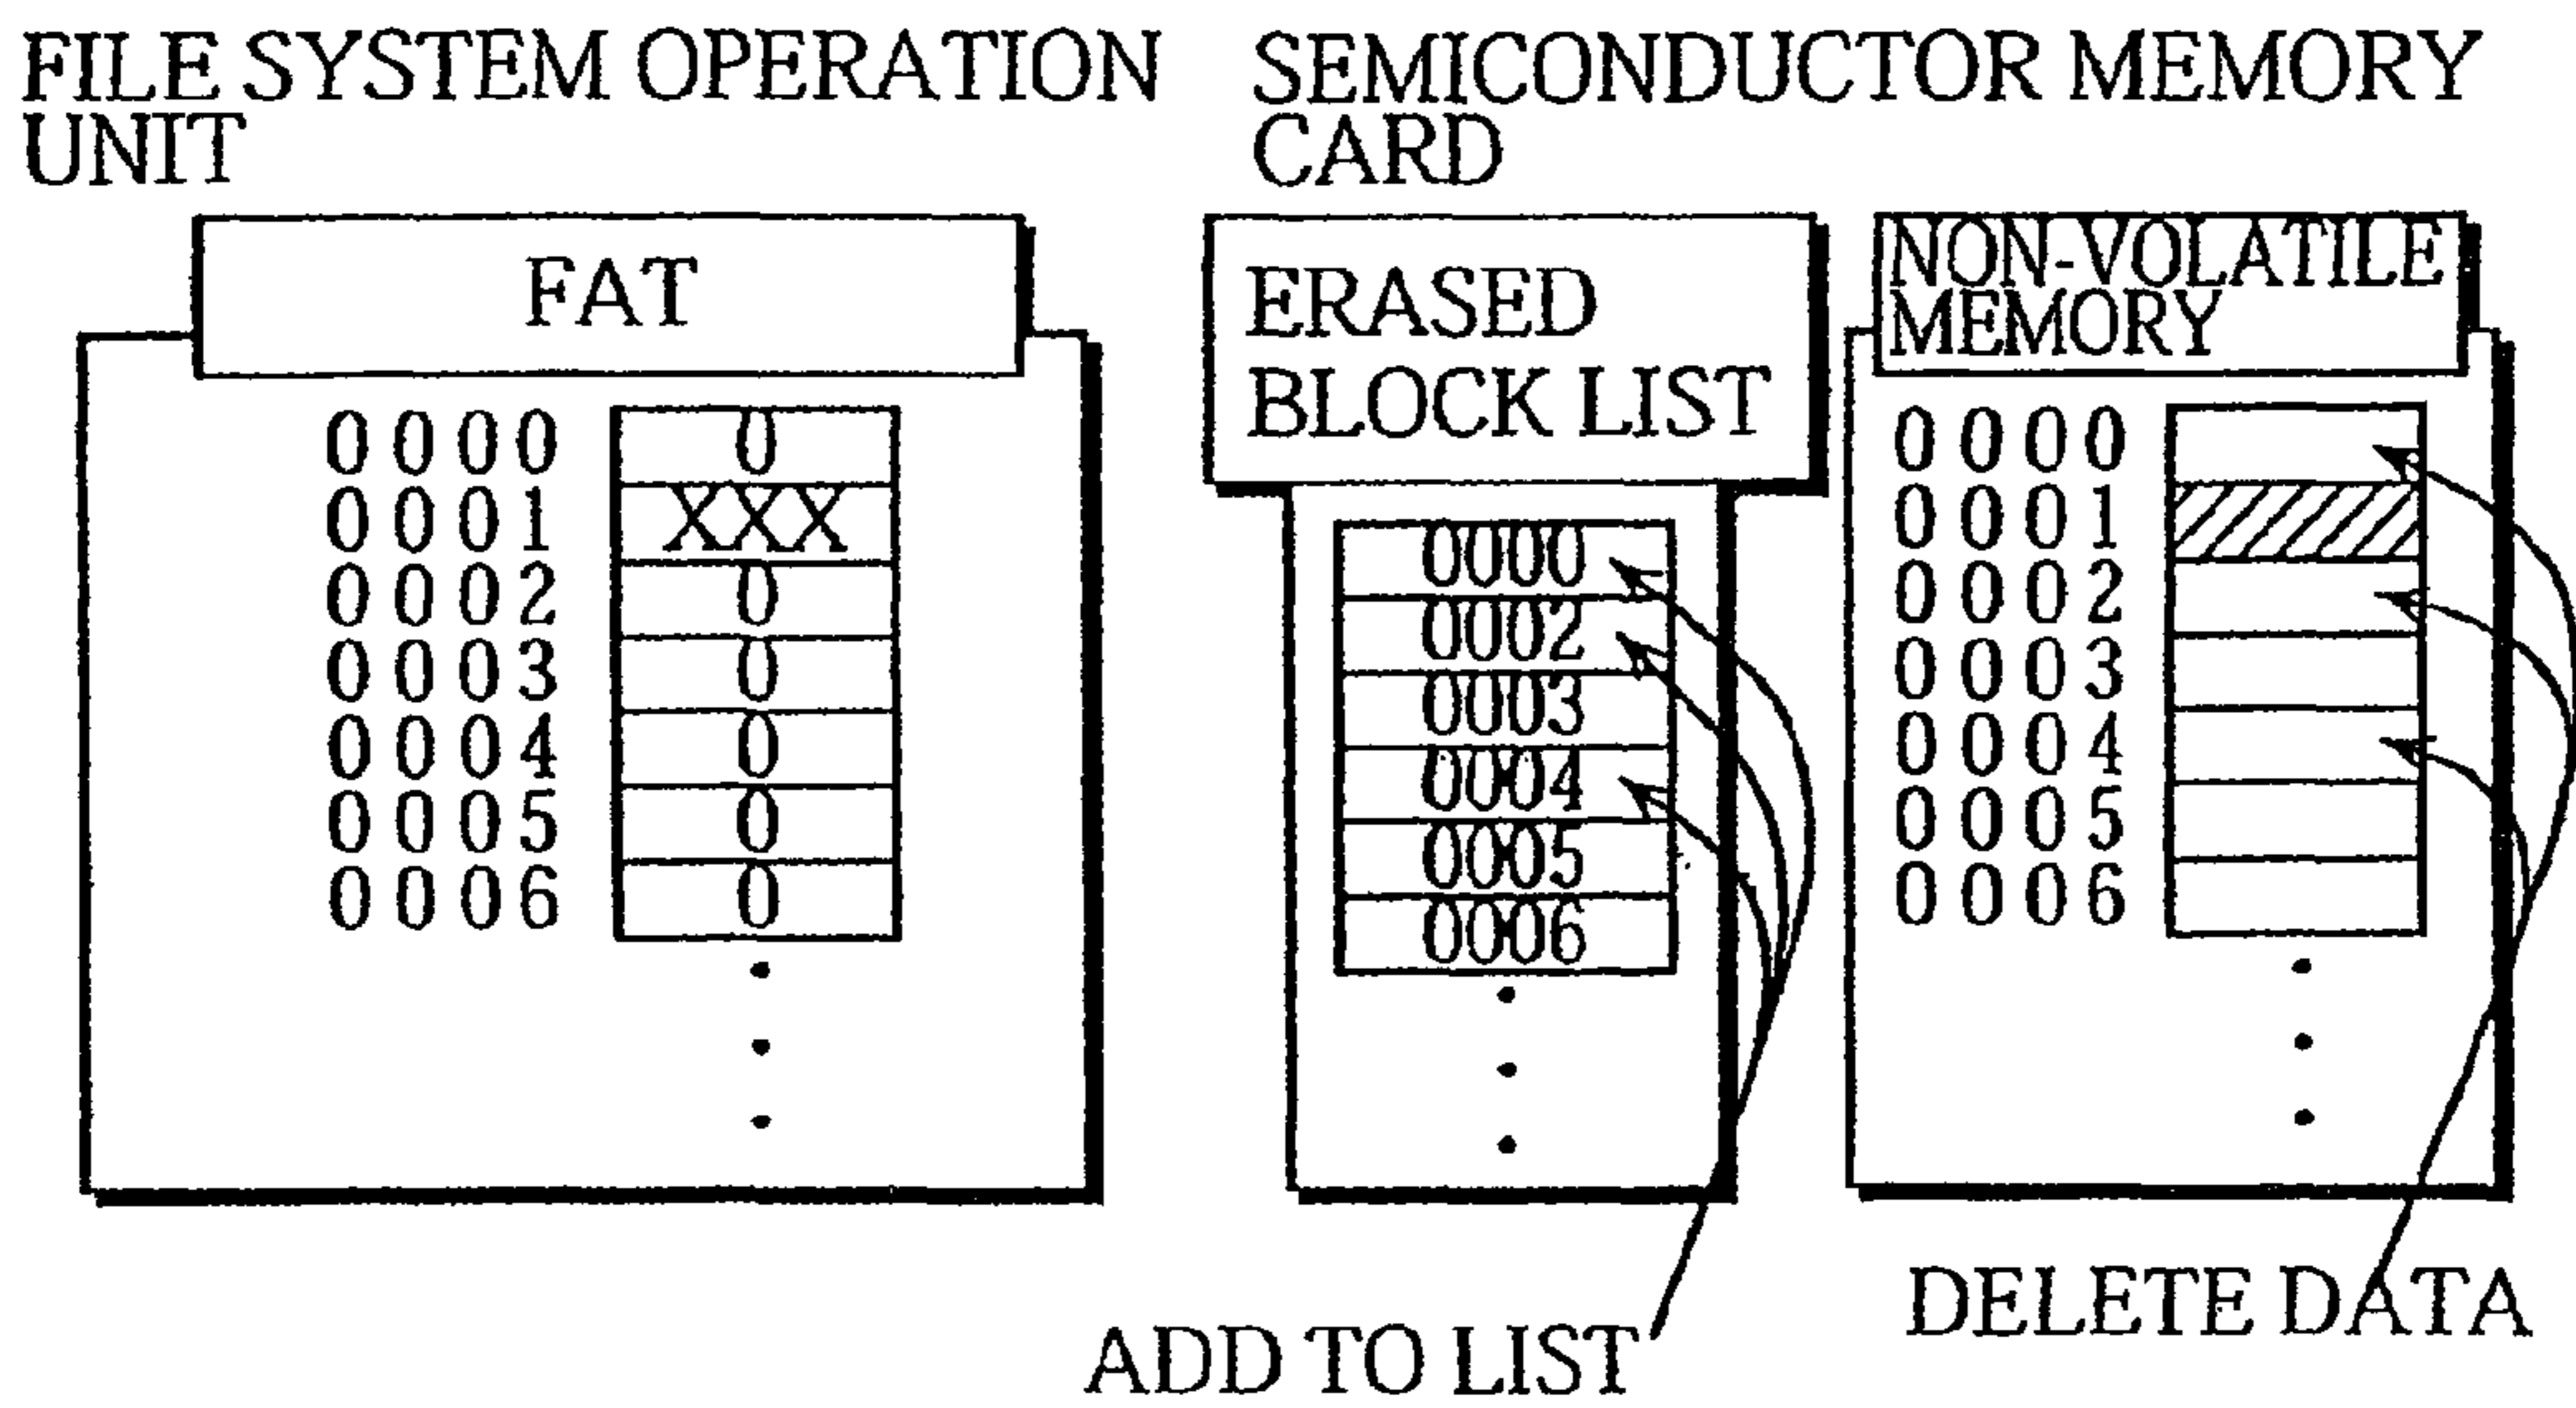 FILE SYSTEM OPERATION
UNIT
FAT
0000 0
0001 XXX
0002 0
0003 0
0004 0
0005 0
0006 0
SEMICONDUCTOR MEMORY
CARD
ERASED
BLOCK LIST
0000
0002
0003
0004
0005
0006
ADD TO LIST
NON-VOLATILE
MEMORY
0000
0001
0002
0003
0004
0005
0006
DELETE DATA